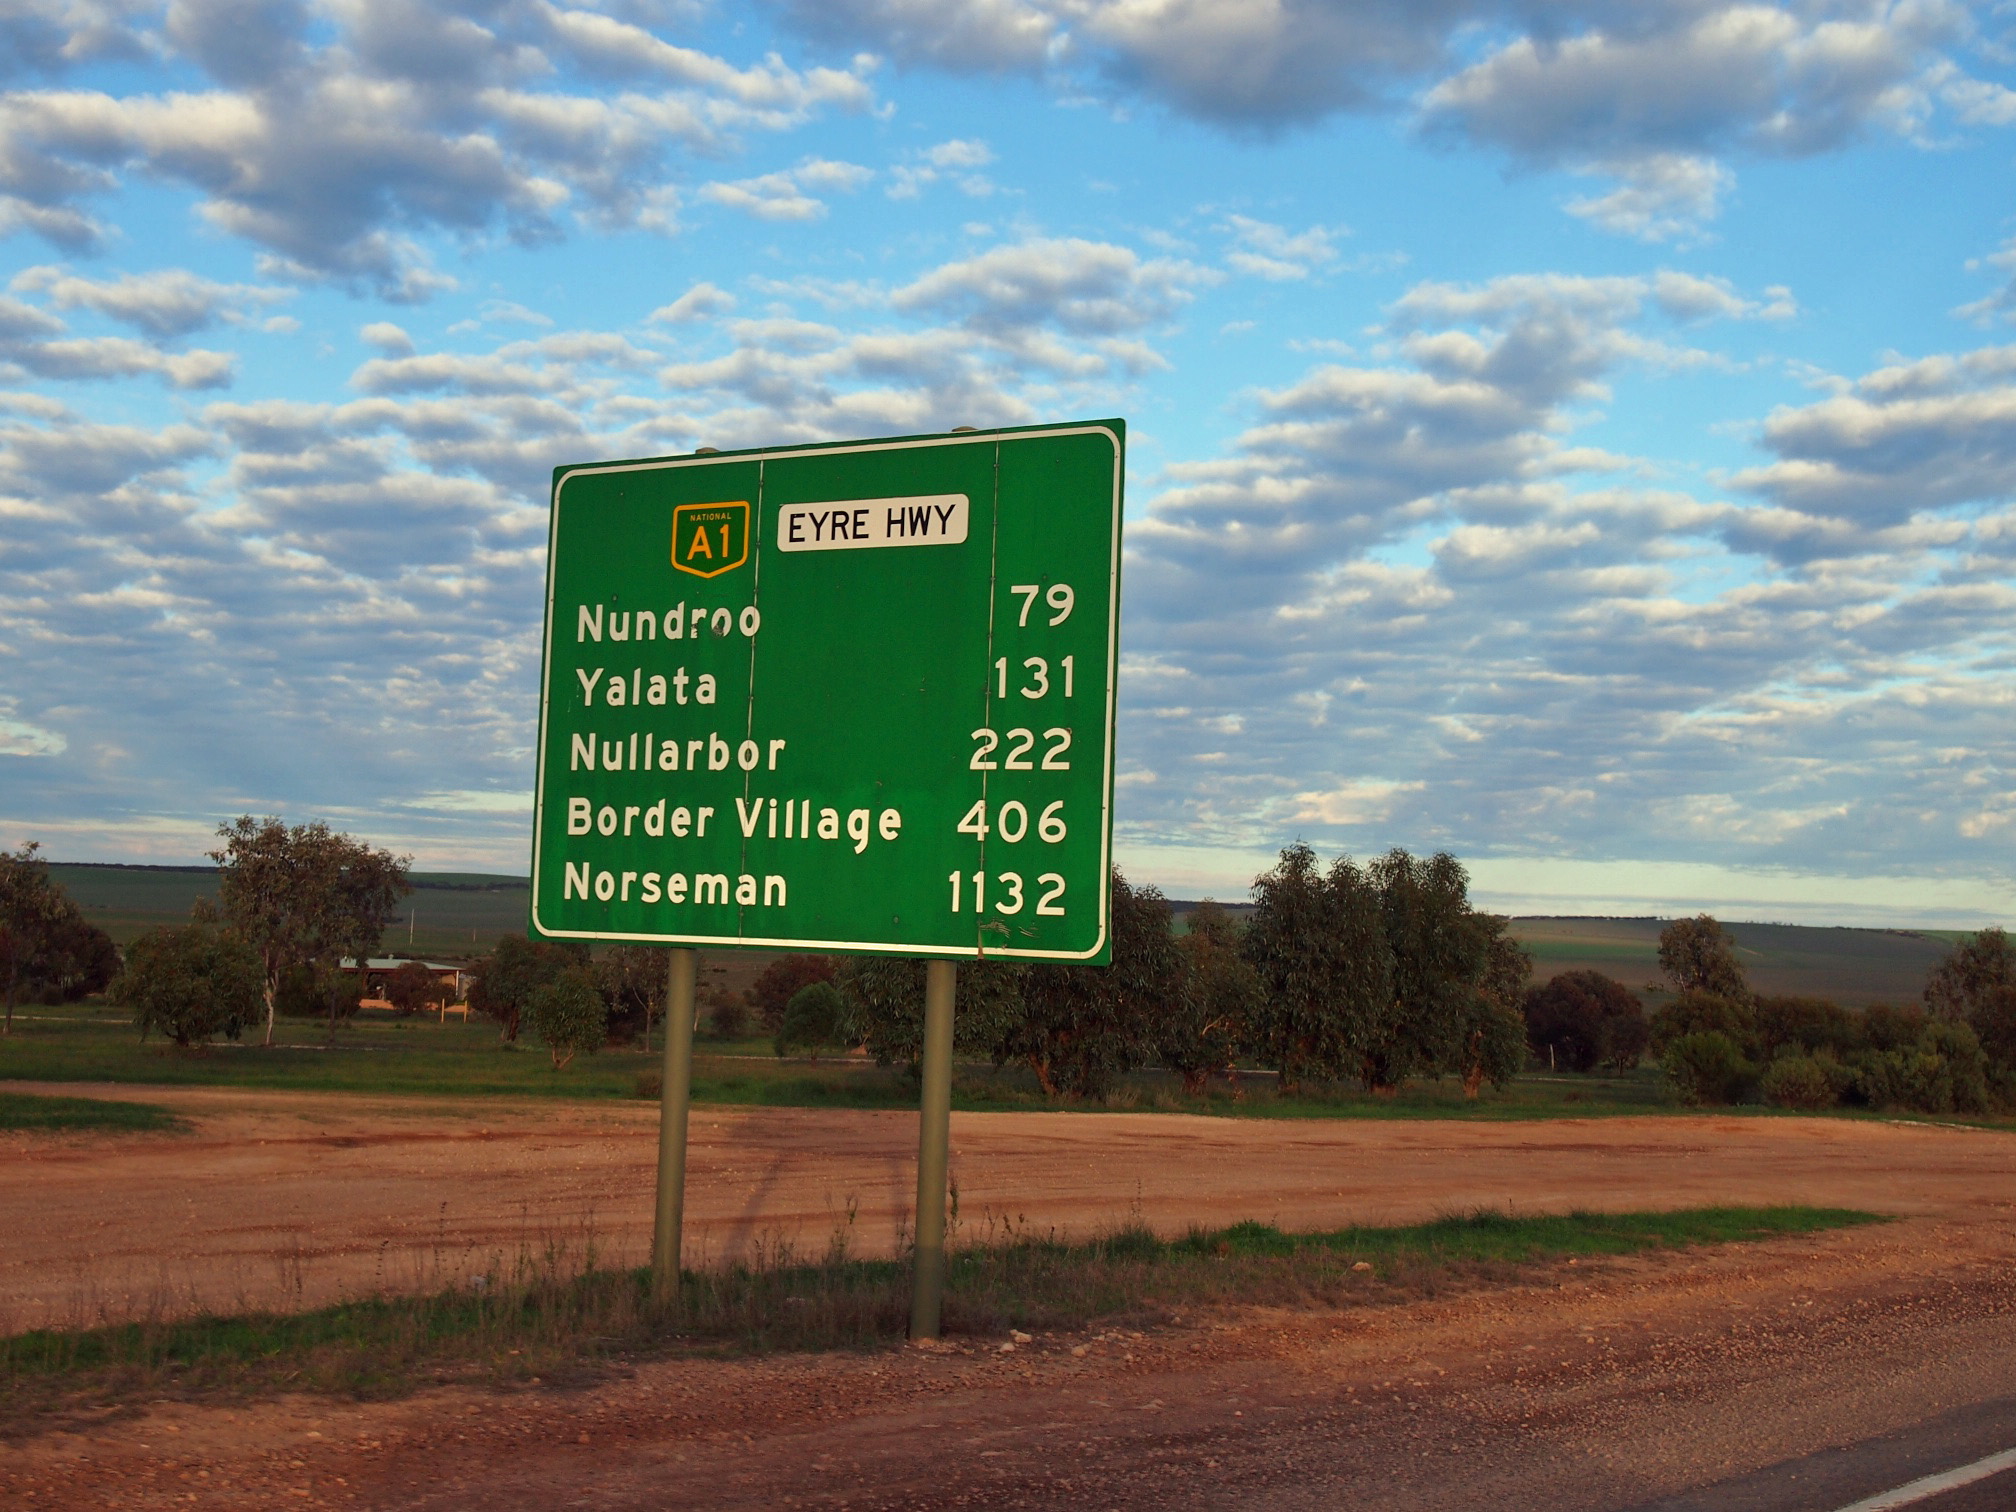 NATIONAL
A1 EYRE HWY
Nundroo 79
Yalata 131
Nullarbor 222
Border Village 406
Norseman 1132